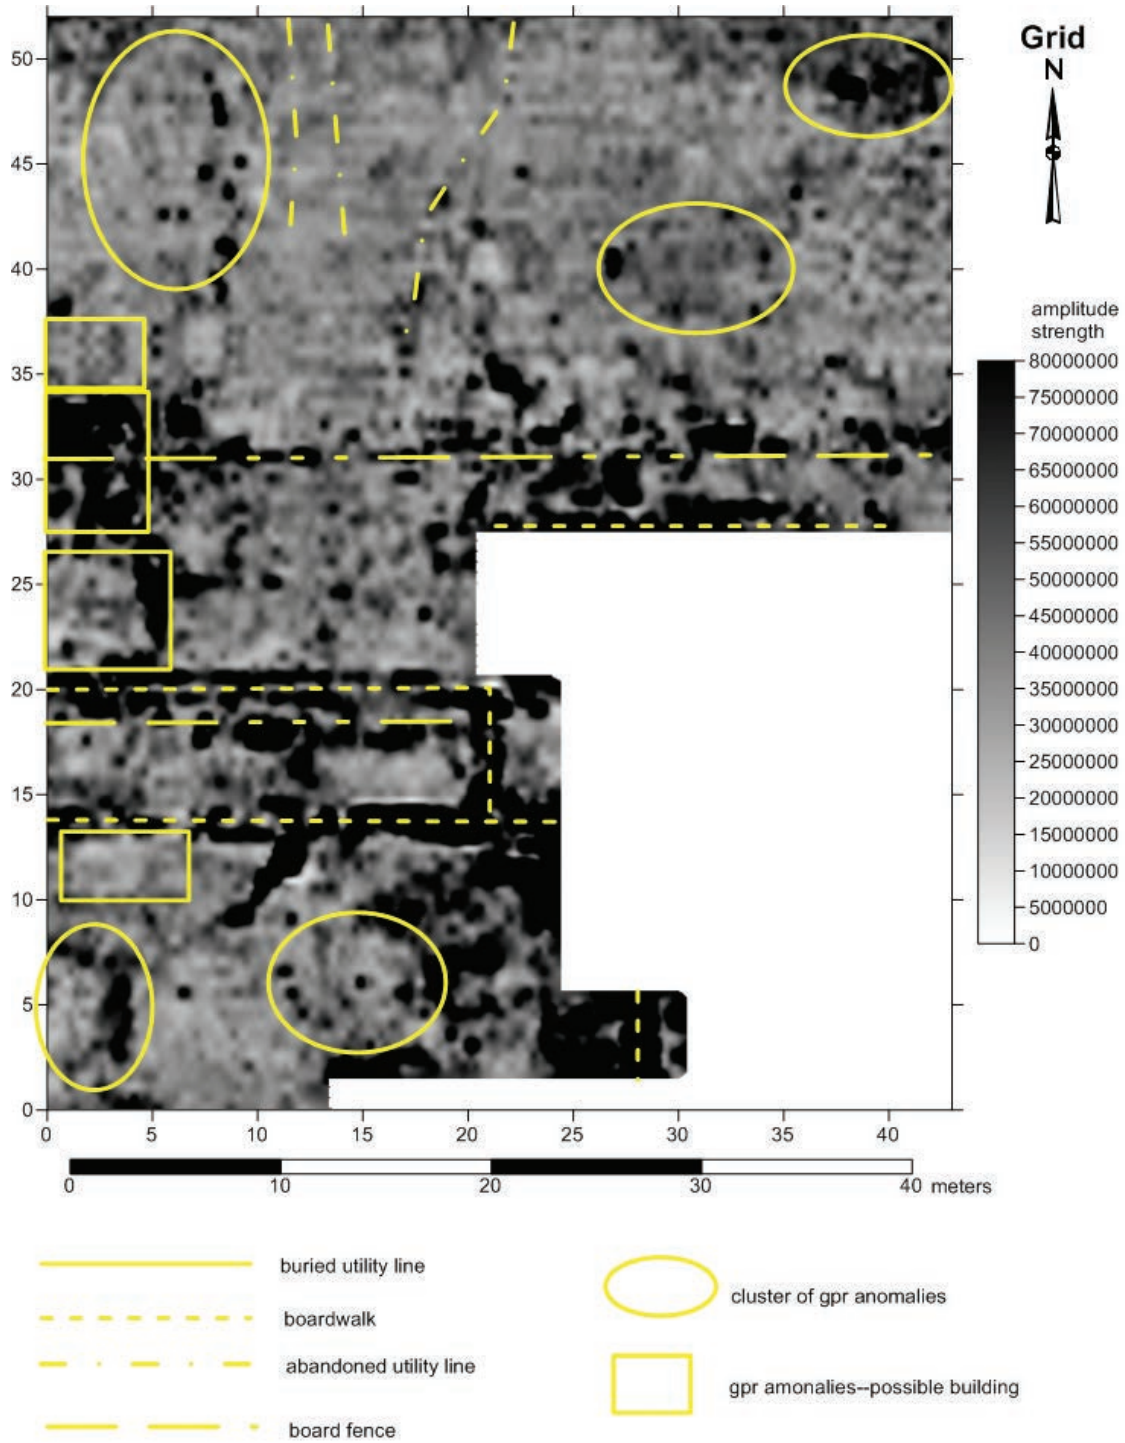 Grid
N
50
45
40
35
30
25
20
15
10
5
0
0 5 10 15 20 25 30 35 40
amplitude
strength
80000000
75000000
70000000
65000000
60000000
55000000
50000000
45000000
40000000
35000000
30000000
25000000
20000000
15000000
10000000
5000000
0
0 10 20 30 40 meters
buried utility line
boardwalk
abandoned utility line
board fence
cluster of gpr anomalies
gpr amonalies--possible building